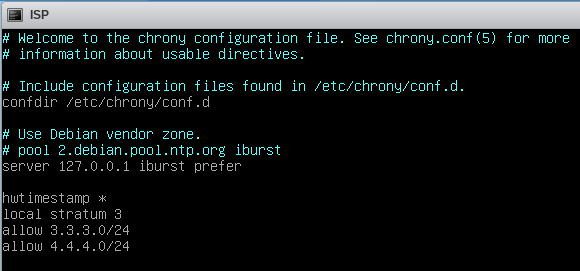 ISP
# Welcome to the chrony configuration file. See chrony.conf(5) for more
# information about usable directives.
# Include configuration files found in /etc/chrony/conf.d.
confdir /etc/chrony/conf.d
# Use Debian vendor zone.
# pool 2.debian.pool.ntp.org iburst
server 127.0.0.1 iburst prefer
hwtimestamp *
local stratum 3
allow 3.3.3.0/24
allow 4.4.4.0/24